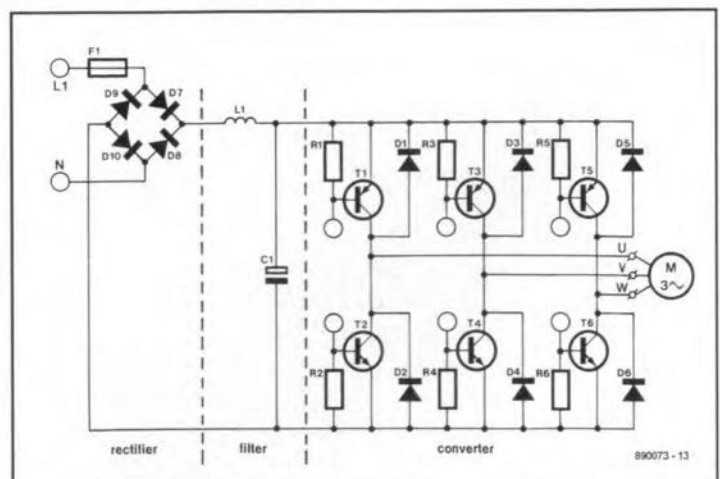 F1
L1
D9
D7
D10
D8
N
L1
C1
R1
T1
D1
R3
T3
D3
R5
T5
D5
U
V
W
M
3~
R2
T2
D2
R4
T4
D4
R6
T6
D6
rectifier
filter
converter
890073 - 13